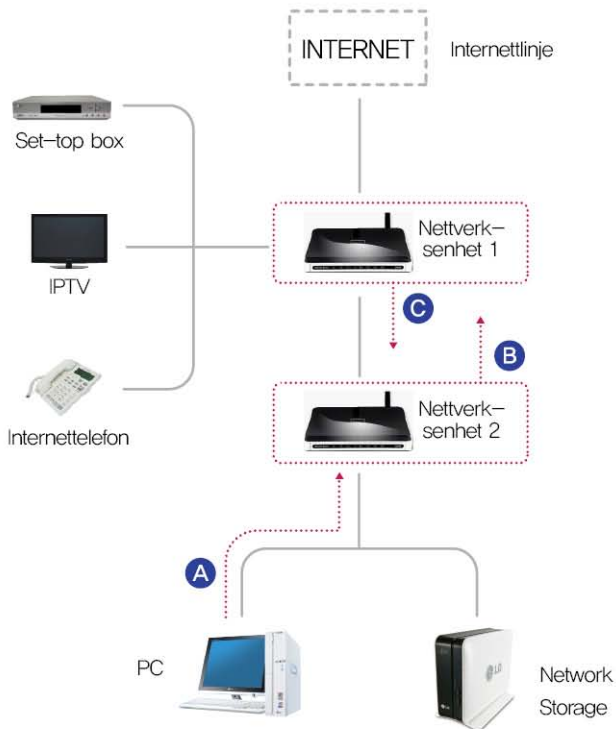 INTERNET
Internettlinje
Set-top box
Nettverk-
senhet 1
IPTV
C
B
Nettverk-
senhet 2
Internettelefon
A
PC
LG
Network
Storage